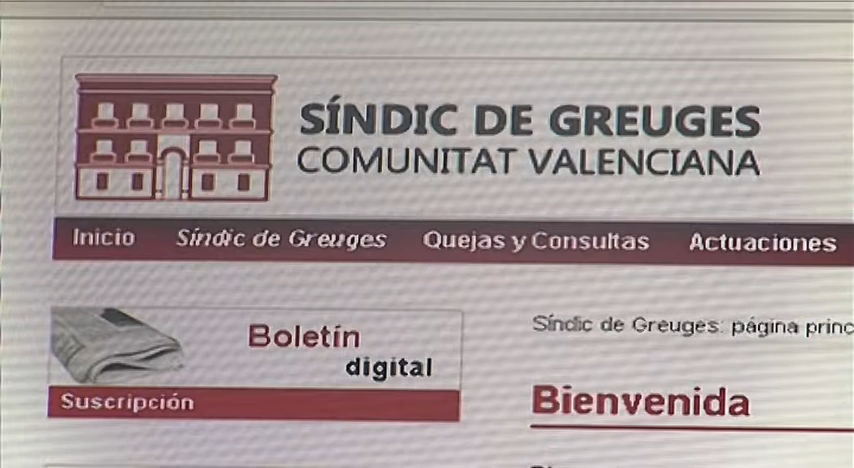 SÍNDIC DE GREUGES
COMUNITAT VALENCIANA
Inicio Síndic de Greuges Quejas y Consultas Actuaciones
Boletín
digital
Suscripción
Síndic de Greuges: página princ
Bienvenida